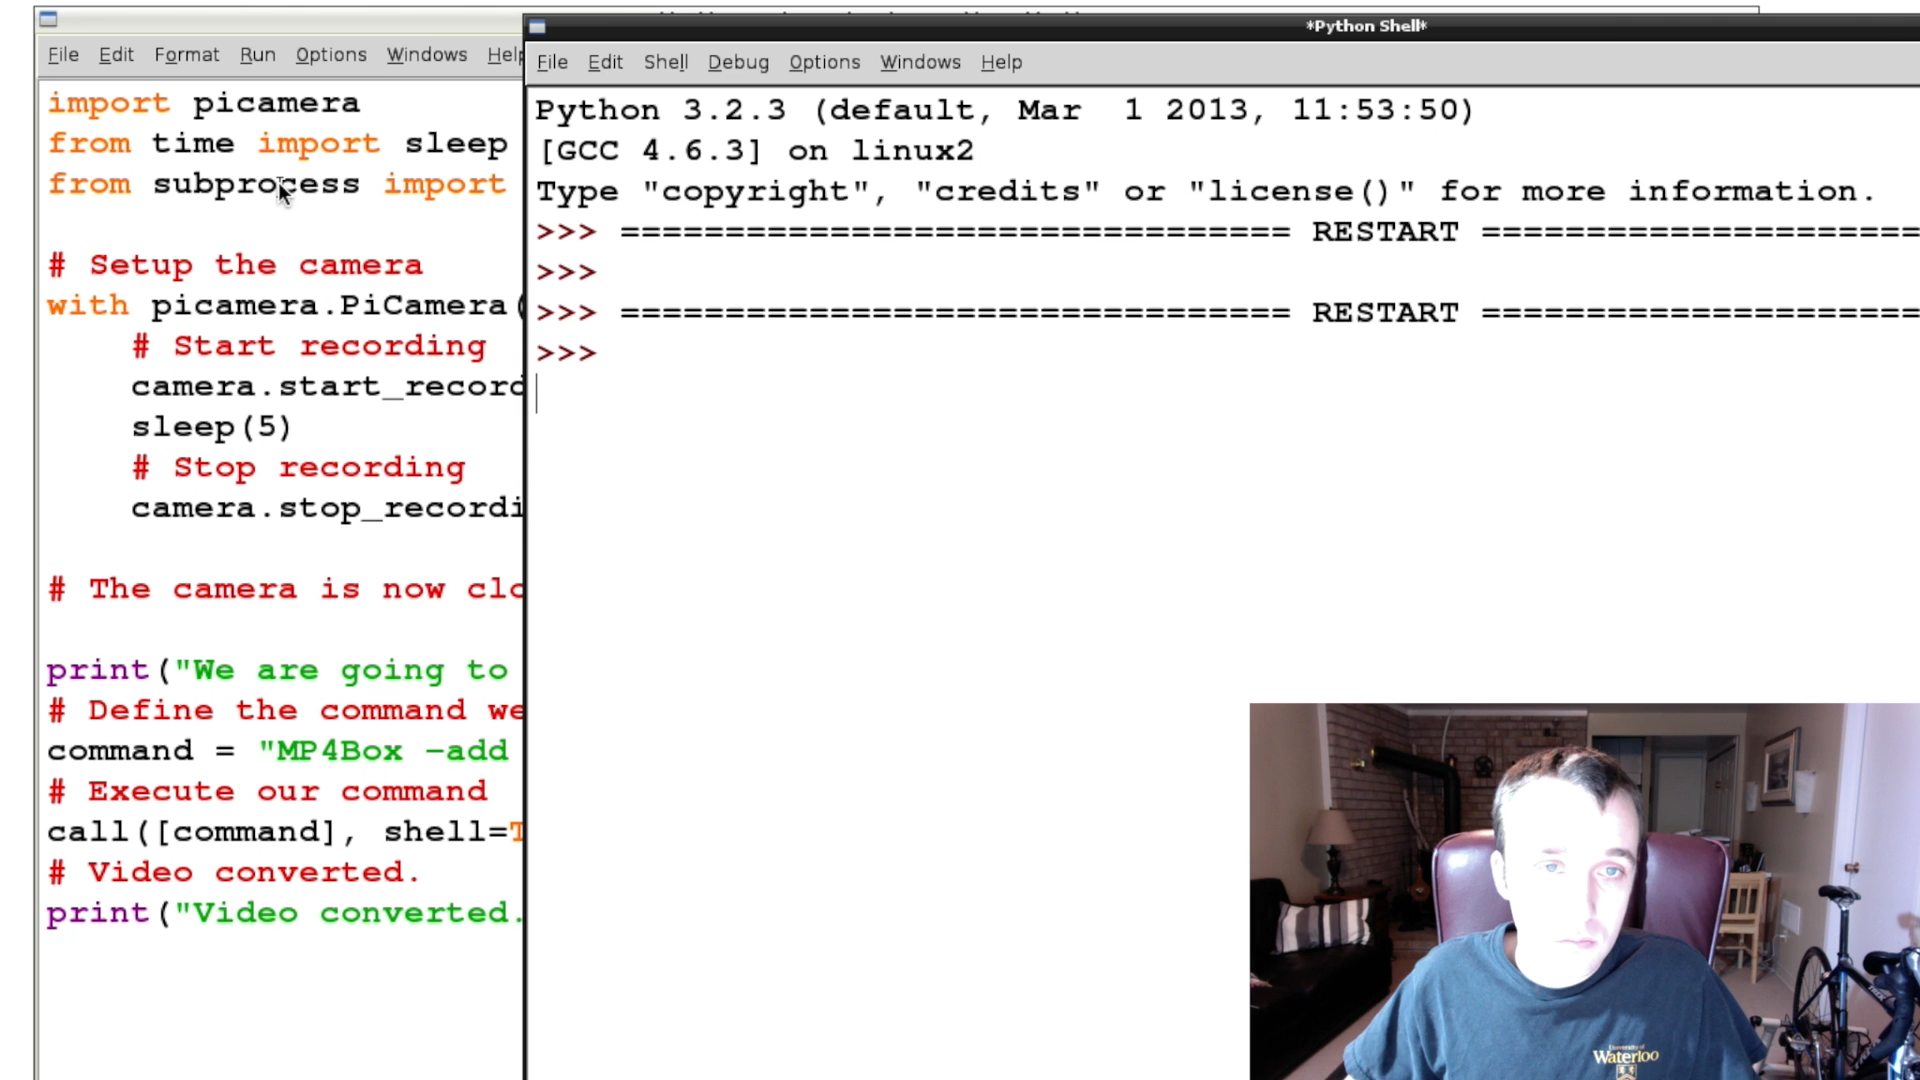 File Edit Format Run Options Windows Help
import picamera
from time import sleep
from subprocess import
# Setup the camera
with picamera.PiCamera(
# Start recording
camera.start_record
sleep(5)
# Stop recording
camera.stop_recordi
# The camera is now clo
print("We are going to
# Define the command we
command = "MP4Box -add
# Execute our command
call([command], shell=T
# Video converted.
print("Video converted.
*Python Shell*
File Edit Shell Debug Options Windows Help
Python 3.2.3 (default, Mar  1 2013, 11:53:50)
[GCC 4.6.3] on linux2
Type "copyright", "credits" or "license()" for more information.
>>> ================================ RESTART =====================
>>>
>>> ================================ RESTART =====================
>>>
University of
Waterloo
TREK